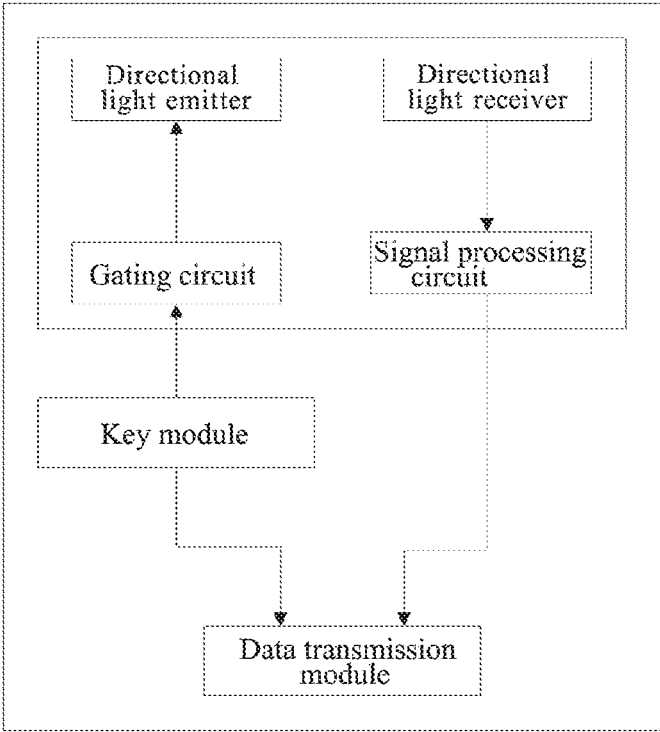 Directional
light emitter
Directional
light receiver
Gating circuit
Signal processing
circuit
Key module
Data transmission
module